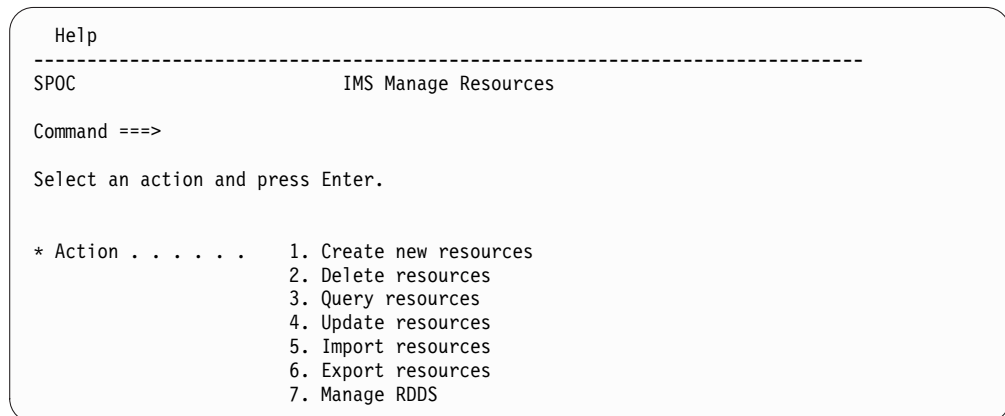 Help
------------------------------------------------------------------------------
SPOC IMS Manage Resources
Command ===>
Select an action and press Enter.
* Action . . . . . . 1. Create new resources
2. Delete resources
3. Query resources
4. Update resources
5. Import resources
6. Export resources
7. Manage RDDS